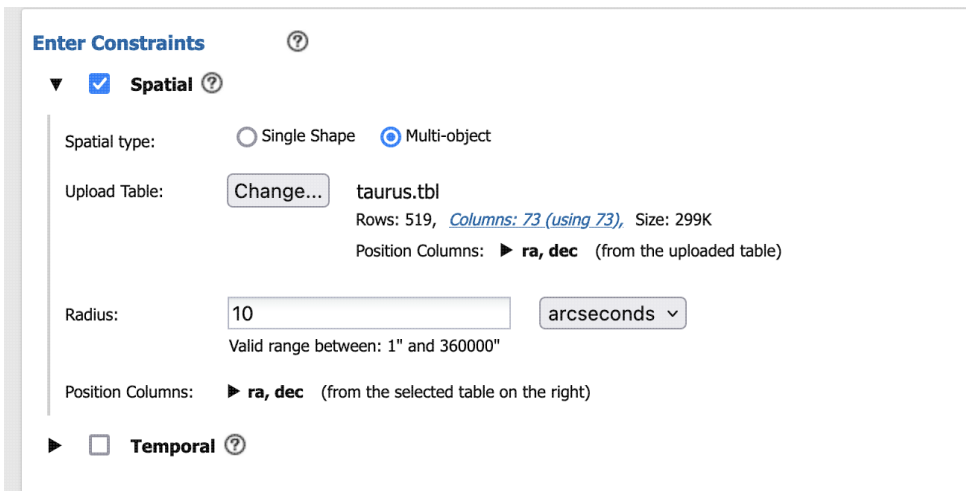 Enter Constraints ?
Spatial ?
Spatial type: Single Shape Multi-object
Upload Table: Change... taurus.tbl
Rows: 519, Columns: 73 (using 73), Size: 299K
Position Columns: ra, dec (from the uploaded table)
Radius: 10 arcseconds
Valid range between: 1" and 360000"
Position Columns: ra, dec (from the selected table on the right)
Temporal ?